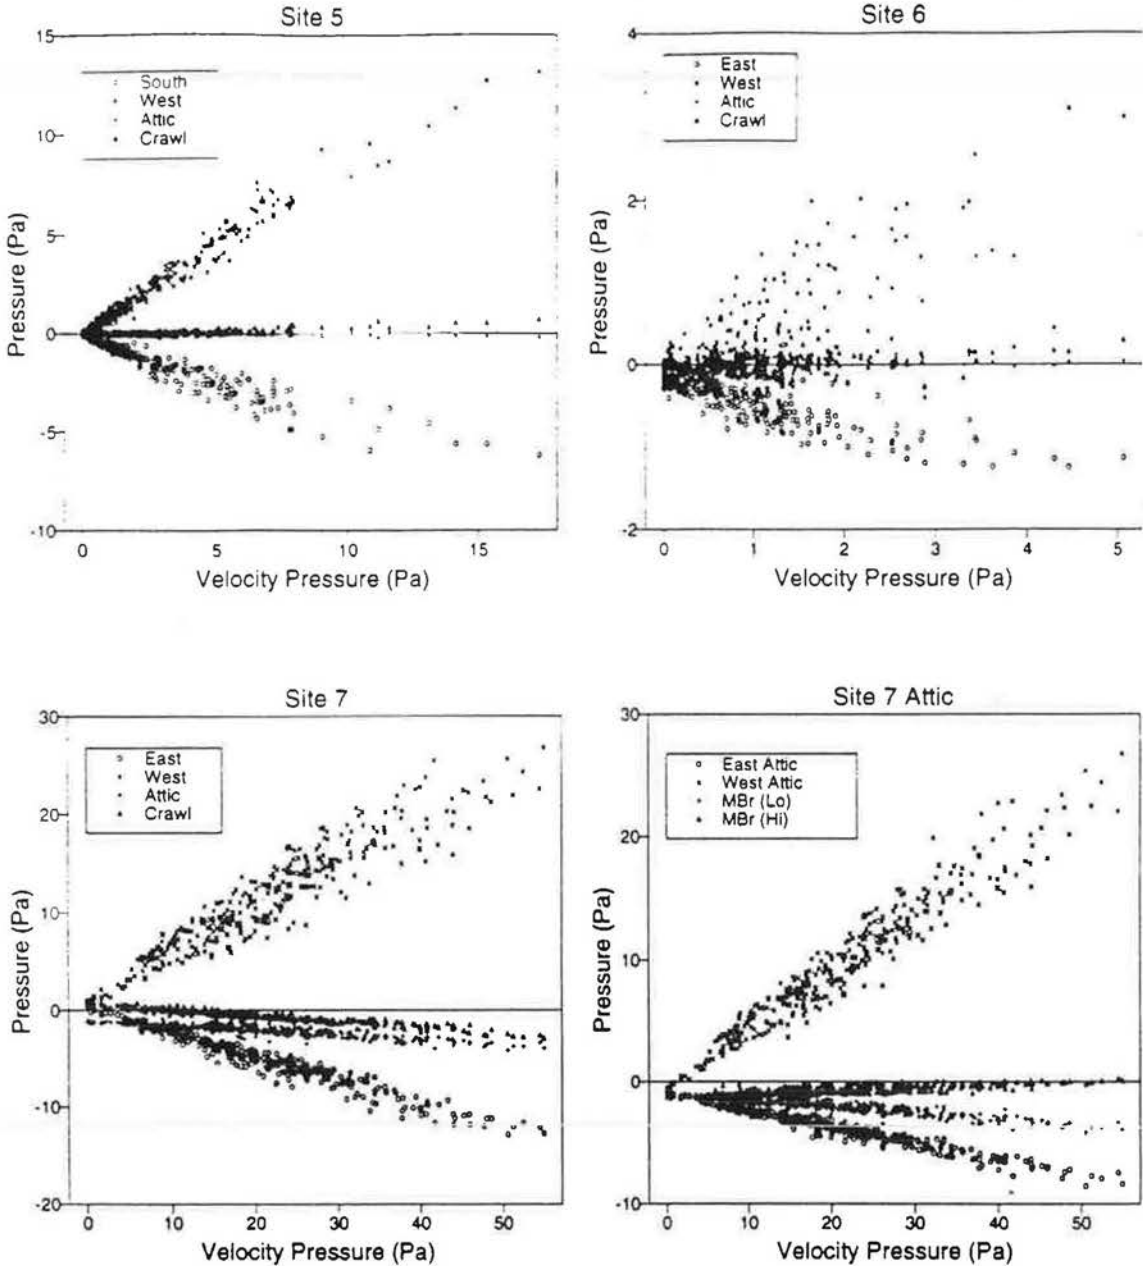 Site 5
15
10
5
0
-5
-10
South
West
Attic
Crawl
Pressure (Pa)
0 5 10 15
Velocity Pressure (Pa)
Site 6
4
2
0
-2
East
West
Attic
Crawl
Pressure (Pa)
0 1 2 3 4 5
Velocity Pressure (Pa)
Site 7
30
20
10
0
-10
-20
East
West
Attic
Crawl
Pressure (Pa)
0 10 20 30 40 50
Velocity Pressure (Pa)
Site 7 Attic
30
20
10
0
-10
East Attic
West Attic
MBr (Lo)
MBr (Hi)
Pressure (Pa)
0 10 20 30 40 50
Velocity Pressure (Pa)